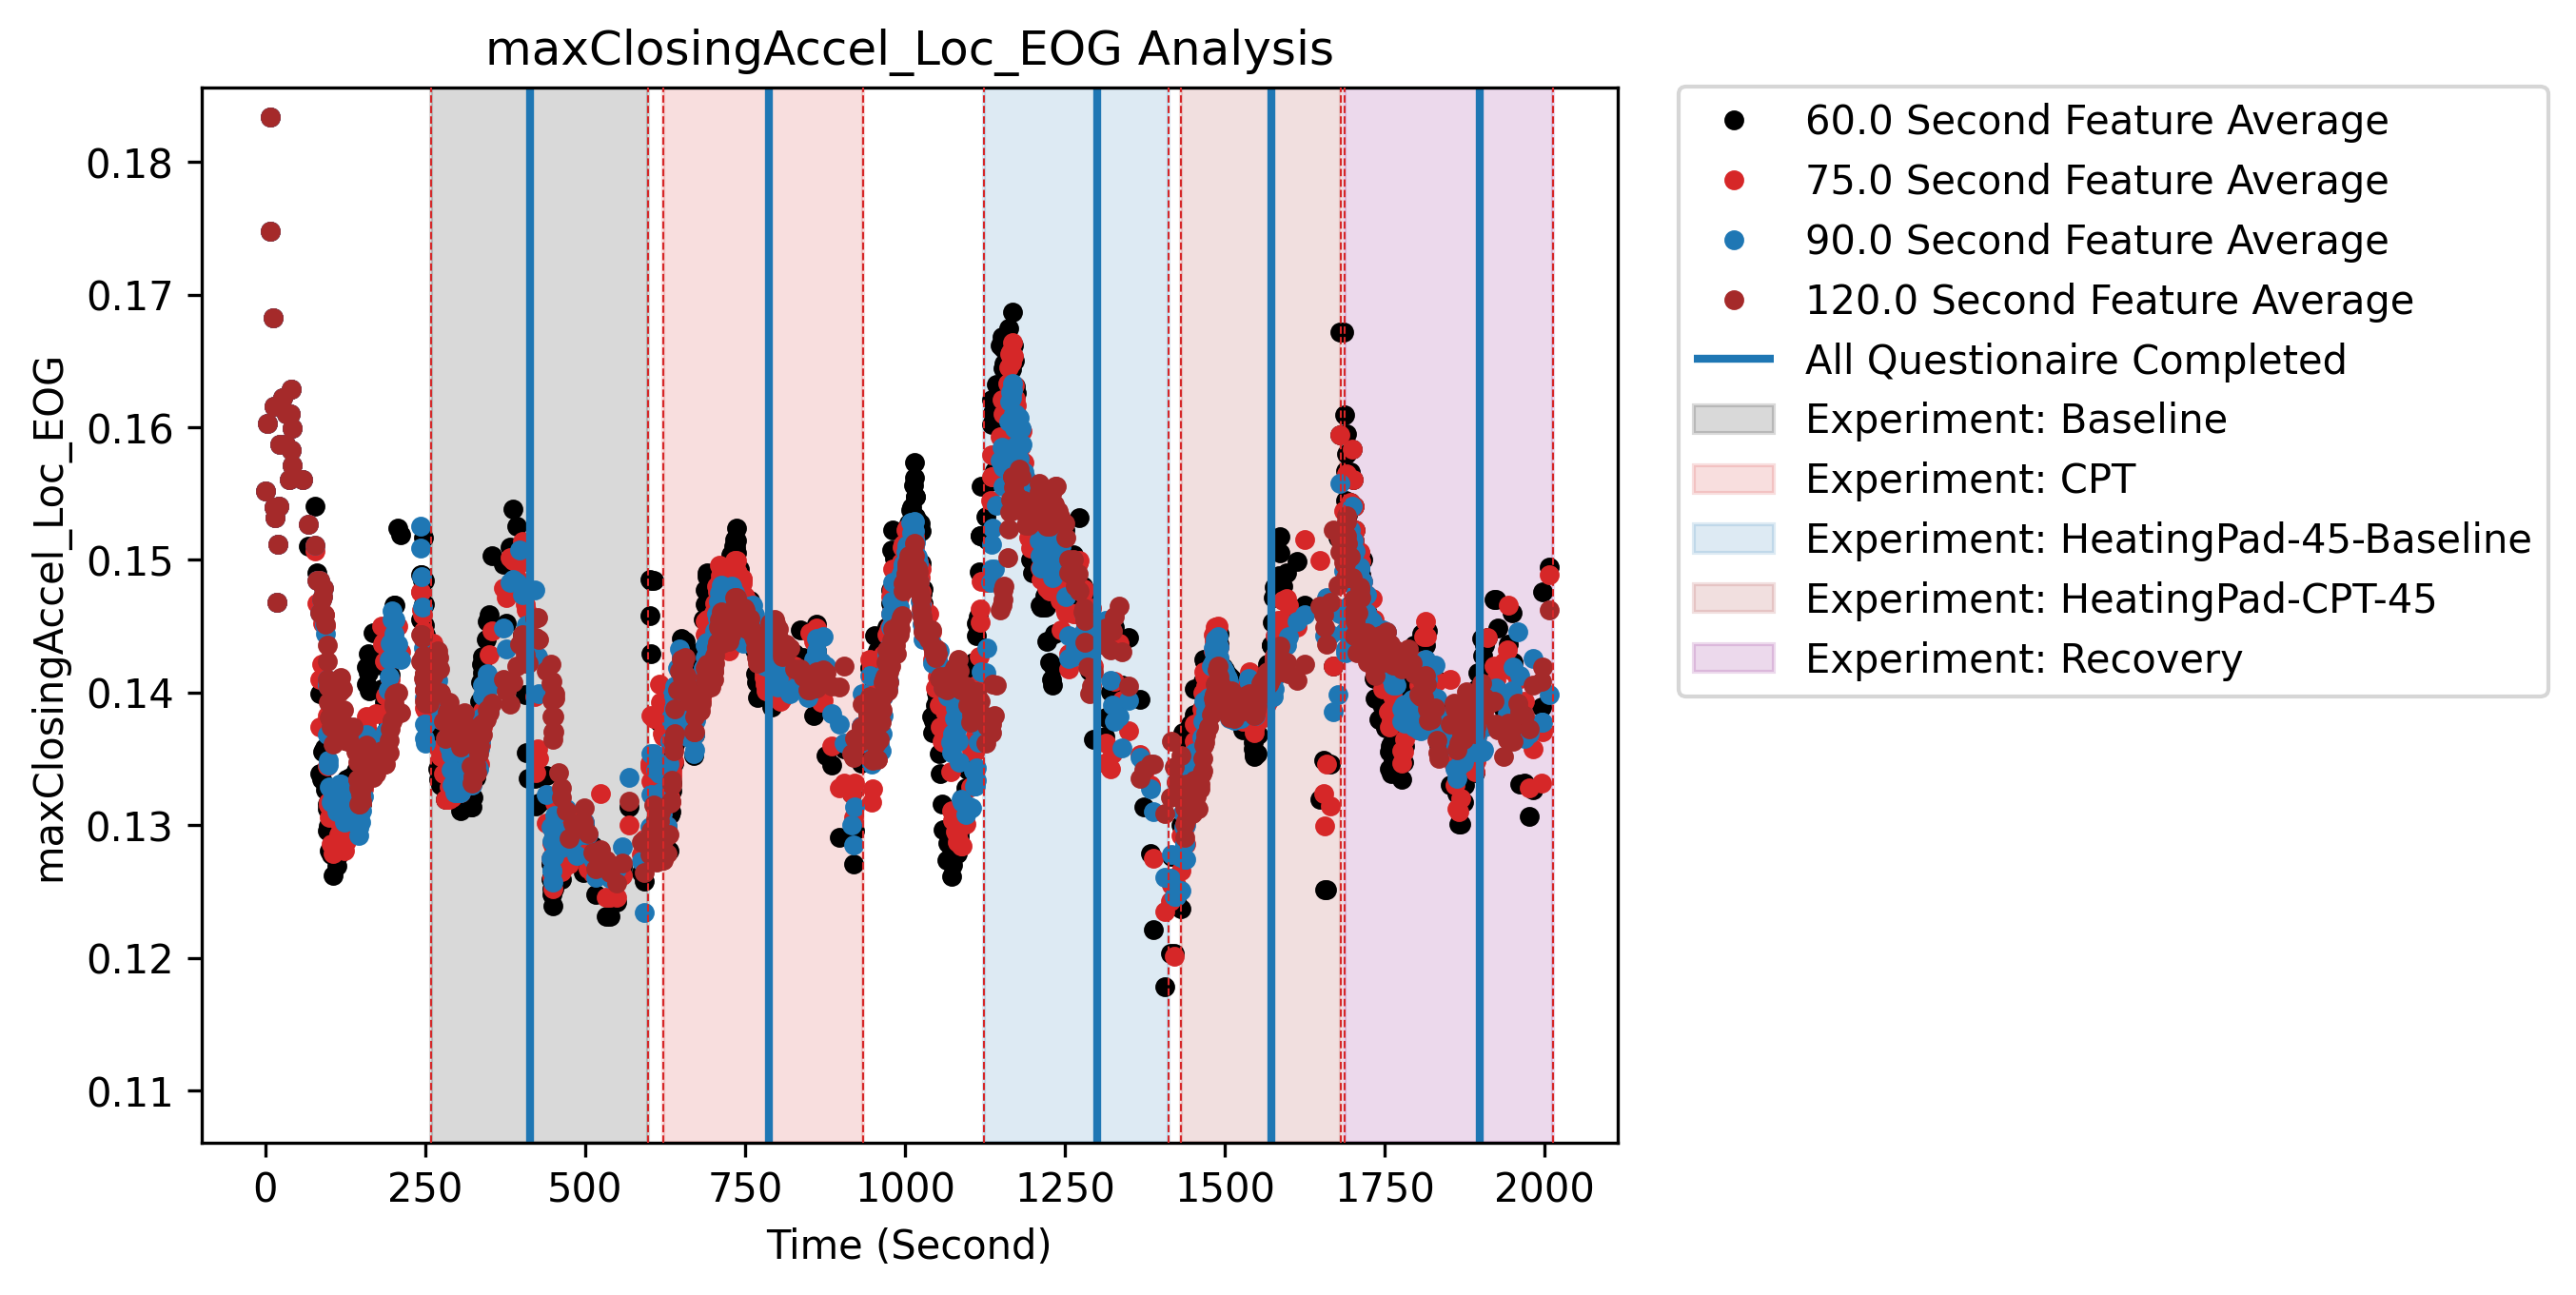 maxClosingAccel_Loc_EOG Analysis
maxClosingAccel_Loc_EOG
0.18
0.17
0.16
0.15
0.14
0.13
0.12
0.11
0 250 500 750 1000 1250 1500 1750 2000
Time (Second)
60.0 Second Feature Average
75.0 Second Feature Average
90.0 Second Feature Average
120.0 Second Feature Average
All Questionaire Completed
Experiment: Baseline
Experiment: CPT
Experiment: HeatingPad-45-Baseline
Experiment: HeatingPad-CPT-45
Experiment: Recovery